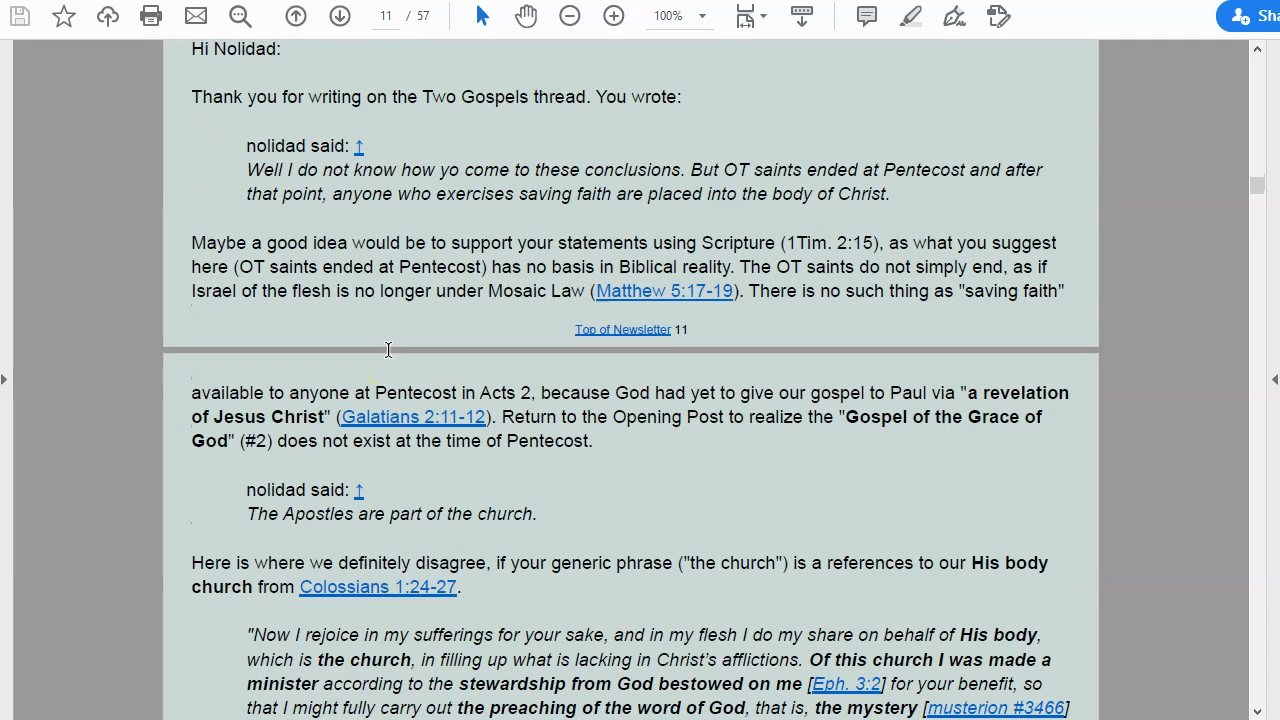 11 / 57 100% Sha
Hi Nolidad:
Thank you for writing on the Two Gospels thread. You wrote:
nolidad said: ↑
Well I do not know how yo come to these conclusions. But OT saints ended at Pentecost and after
that point, anyone who exercises saving faith are placed into the body of Christ.
Maybe a good idea would be to support your statements using Scripture (1Tim. 2:15), as what you suggest
here (OT saints ended at Pentecost) has no basis in Biblical reality. The OT saints do not simply end, as if
Israel of the flesh is no longer under Mosaic Law (Matthew 5:17-19). There is no such thing as "saving faith"
Top of Newsletter 11
available to anyone at Pentecost in Acts 2, because God had yet to give our gospel to Paul via "a revelation
of Jesus Christ" (Galatians 2:11-12). Return to the Opening Post to realize the "Gospel of the Grace of
God" (#2) does not exist at the time of Pentecost.
nolidad said: ↑
The Apostles are part of the church.
Here is where we definitely disagree, if your generic phrase ("the church") is a references to our His body
church from Colossians 1:24-27.
"Now I rejoice in my sufferings for your sake, and in my flesh I do my share on behalf of His body,
which is the church, in filling up what is lacking in Christ's afflictions. Of this church I was made a
minister according to the stewardship from God bestowed on me [Eph. 3:2] for your benefit, so
that I might fully carry out the preaching of the word of God, that is, the mystery [musterion #3466]